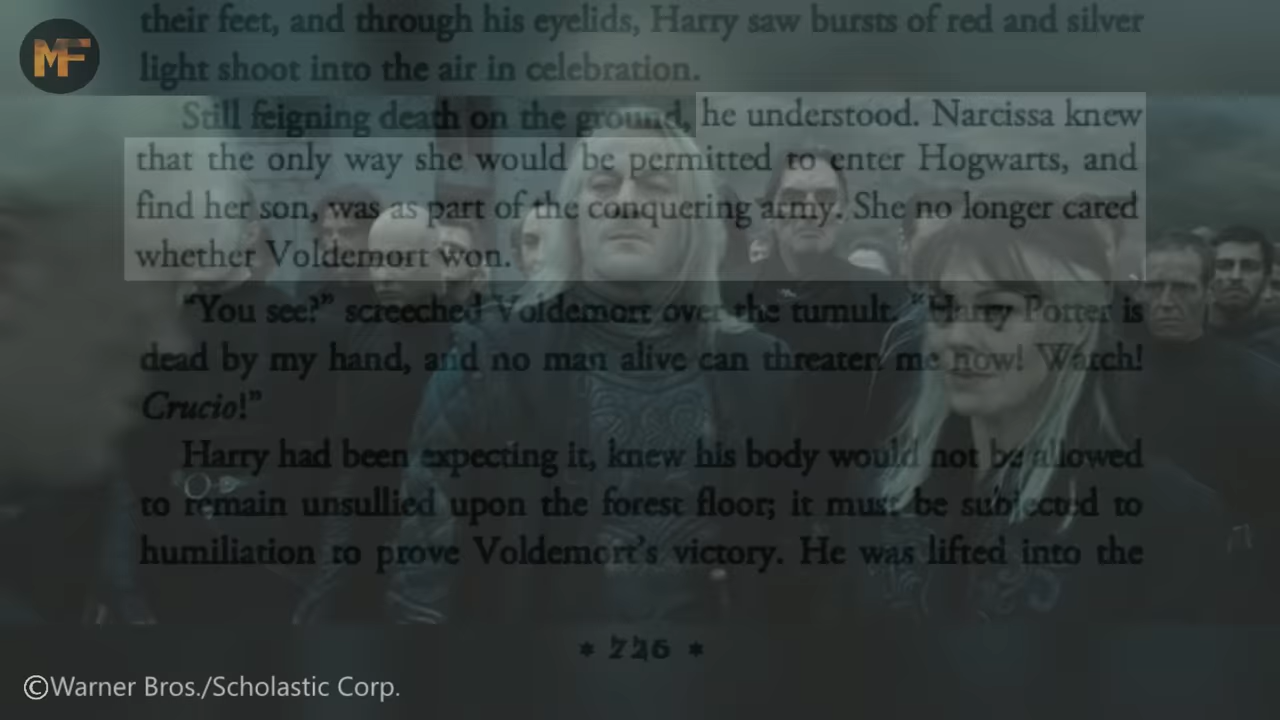 MF
their feet, and through his eyelids, Harry saw bursts of red and silver
light shoot into the air in celebration.
Still feigning death on the ground, he understood. Narcissa knew
that the only way she would be permitted to enter Hogwarts, and
find her son, was as part of the conquering army. She no longer cared
whether Voldemort won.
"You see?" screeched Voldemort over the tumult. "Harry Potter is
dead by my hand, and no man alive can threaten me now! Watch!
Crucio!"
Harry had been expecting it, knew his body would not be allowed
to remain unsullied upon the forest floor; it must be subjected to
humiliation to prove Voldemort's victory. He was lifted into the
* 726 *
©Warner Bros./Scholastic Corp.